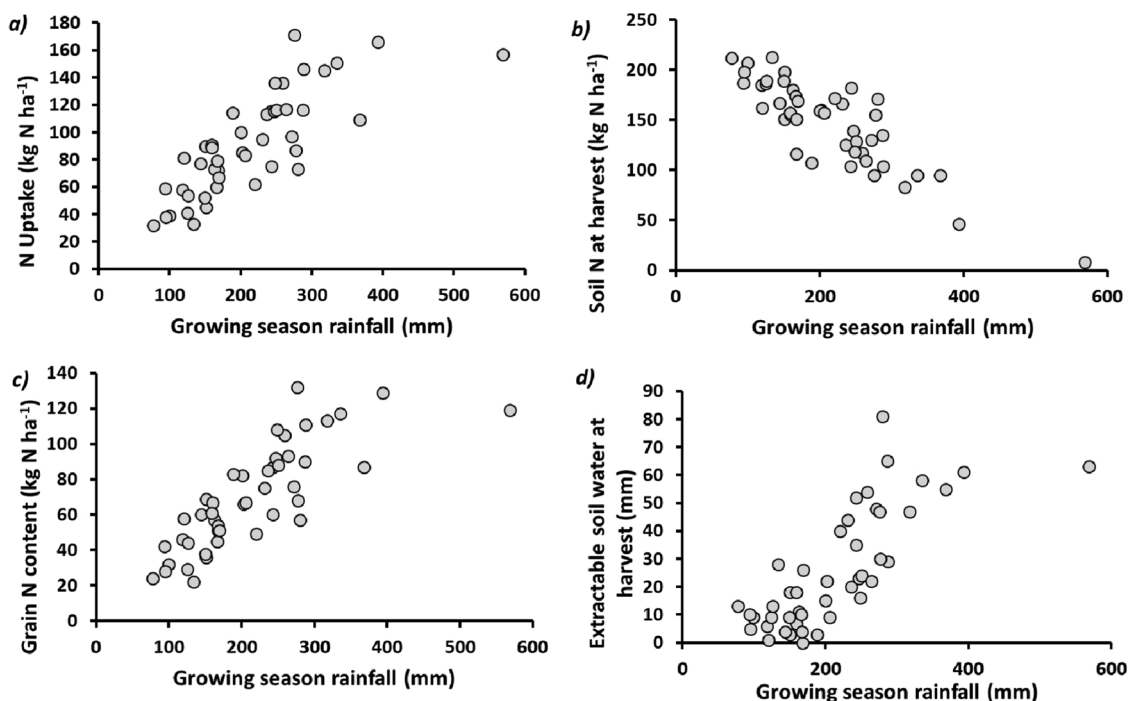 a)
N Uptake (kg N ha-1)
180
160
140
120
100
80
60
40
20
0
0 100 200 300 400 500 600
Growing season rainfall (mm)
b)
Soil N at harvest (kg N ha-1)
250
200
150
100
50
0
0 200 400 600
Growing season rainfall (mm)
c)
Grain N content (kg N ha-1)
140
120
100
80
60
40
20
0
0 100 200 300 400 500 600
Growing season rainfall (mm)
d)
Extractable soil water at
harvest (mm)
90
80
70
60
50
40
30
20
10
0
0 200 400 600
Growing season rainfall (mm)